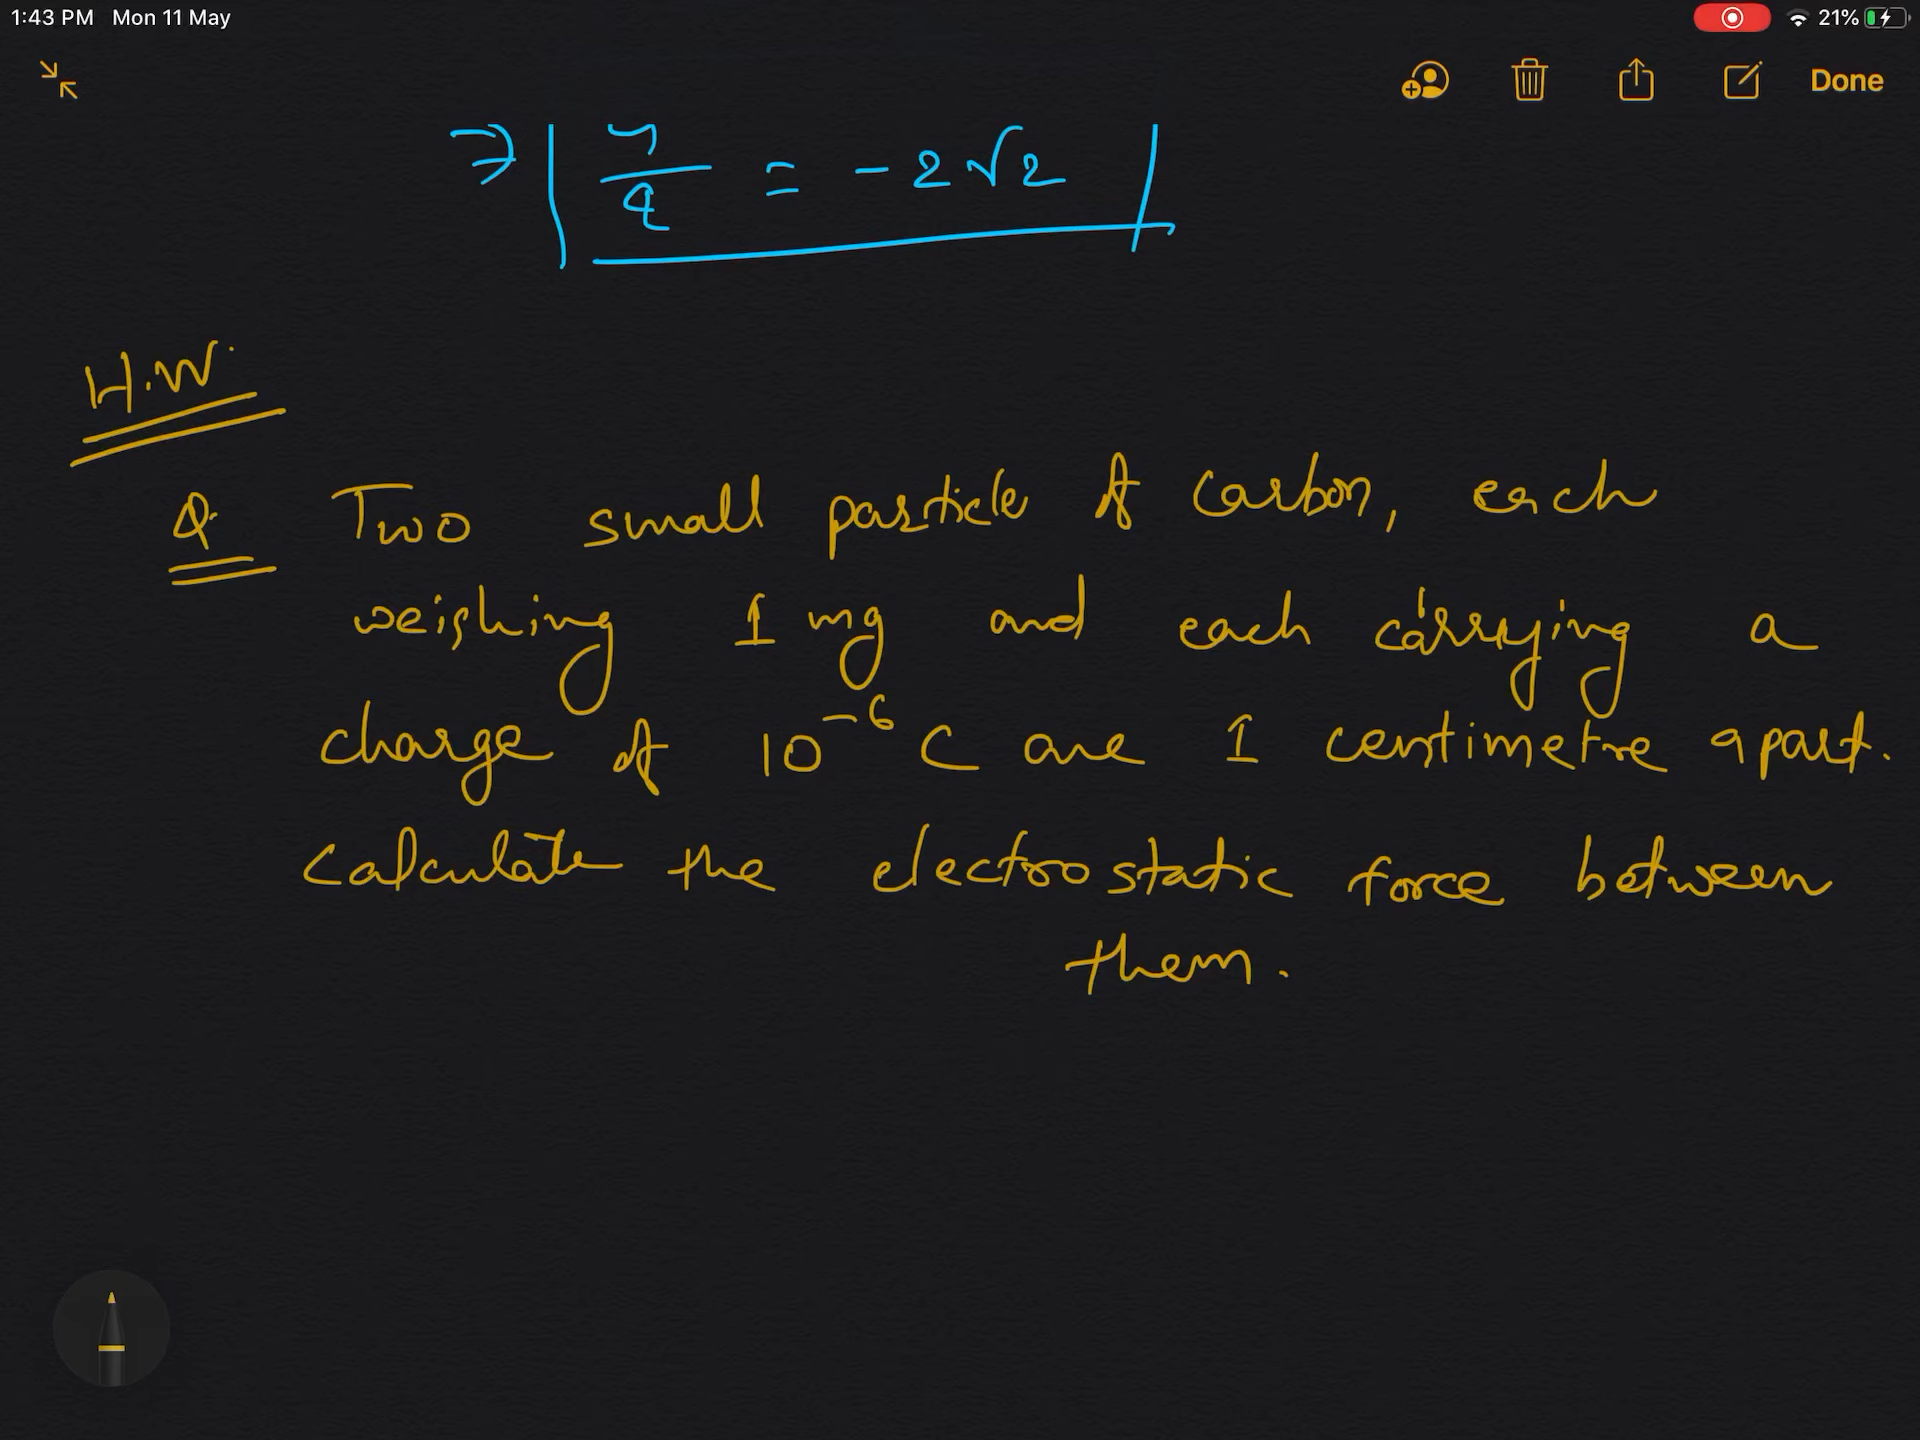 1:43 PM Mon 11 May
21%
Done
= -2√2
q
H.W.
Q. Two small particle of carbon, each
weighing 1 mg and each carrying a
charge of 10⁻⁶ C are 1 centimetre apart.
calculate the electrostatic force between
them.